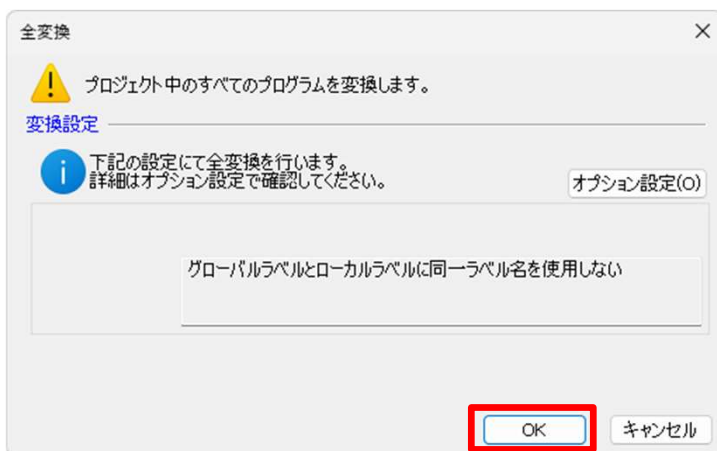 全変換
プロジェクト中のすべてのプログラムを変換します。
変換設定
下記の設定にて全変換を行います。
詳細はオプション設定で確認してください。
オプション設定(O)
グローバルラベルとローカルラベルに同一ラベル名を使用しない
OK
キャンセル